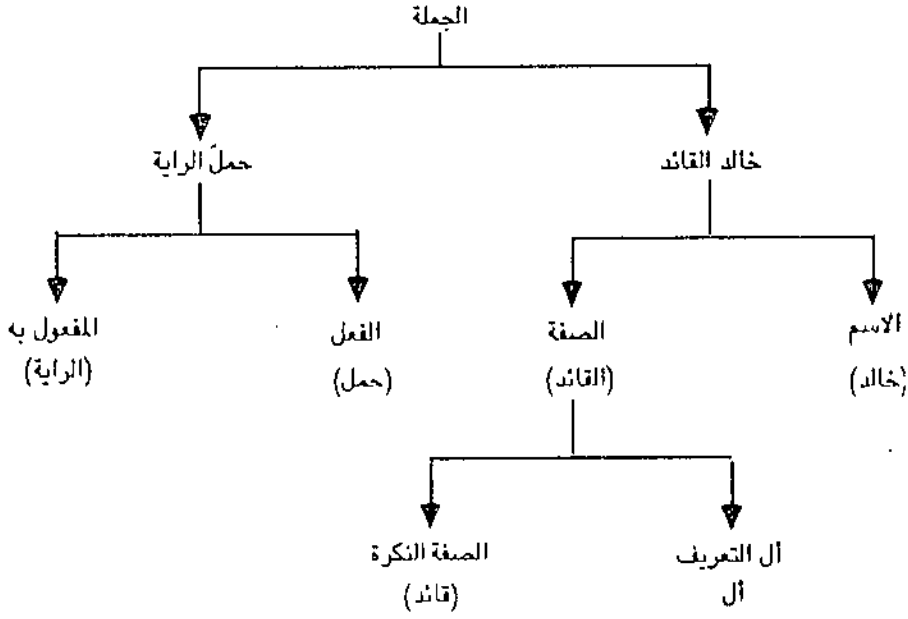 الجملة
خالد القائد
حملَ الراية
الاسم
(خالد)
الصفة
(القائد)
الفعل
(حمل)
المفعول به
(الراية)
أل التعريف
أل
الصفة النكرة
(قائد)